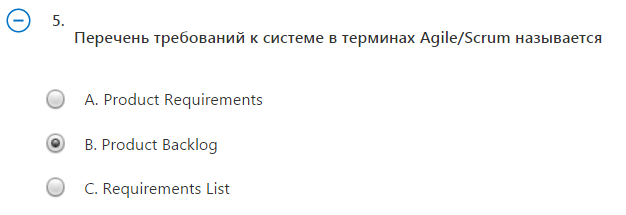 5.
Перечень требований к системе в терминах Agile/Scrum называется
A. Product Requirements
B. Product Backlog
C. Requirements List